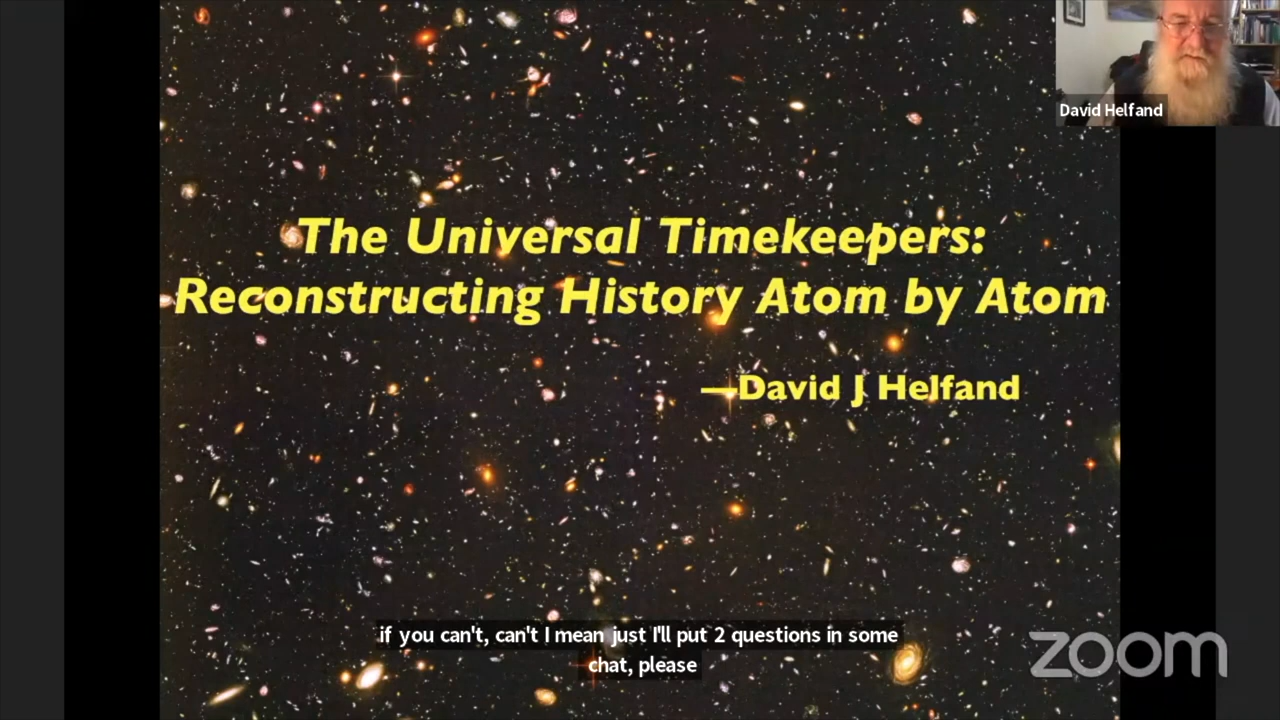 David Helfand
The Universal Timekeepers:
Reconstructing History Atom by Atom
—David J Helfand
if you can't, can't I mean just I'll put 2 questions in some
chat, please
zoom